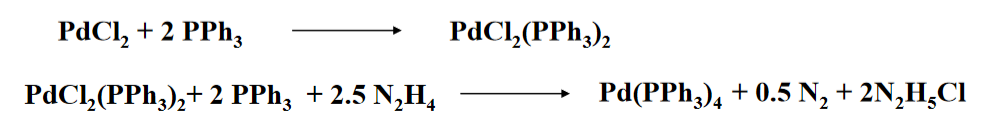 PdCl₂ + 2 PPh₃ ⟶ PdCl₂(PPh₃)₂
PdCl₂(PPh₃)₂+ 2 PPh₃ + 2.5 N₂H₄ ⟶ Pd(PPh₃)₄ + 0.5 N₂ + 2N₂H₅Cl